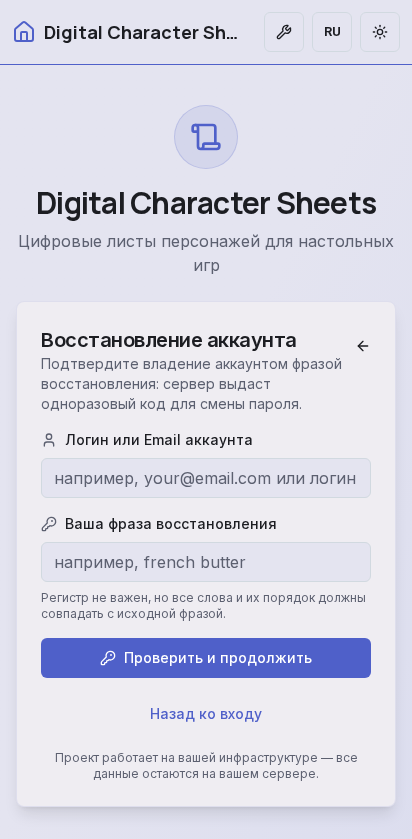 Digital Character Sh...
RU
Digital Character Sheets
Цифровые листы персонажей для настольных
игр
Восстановление аккаунта
Подтвердите владение аккаунтом фразой
восстановления: сервер выдаст
одноразовый код для смены пароля.
Логин или Email аккаунта
например, your@email.com или логин
Ваша фраза восстановления
например, french butter
Регистр не важен, но все слова и их порядок должны
совпадать с исходной фразой.
Проверить и продолжить
Назад ко входу
Проект работает на вашей инфраструктуре — все
данные остаются на вашем сервере.